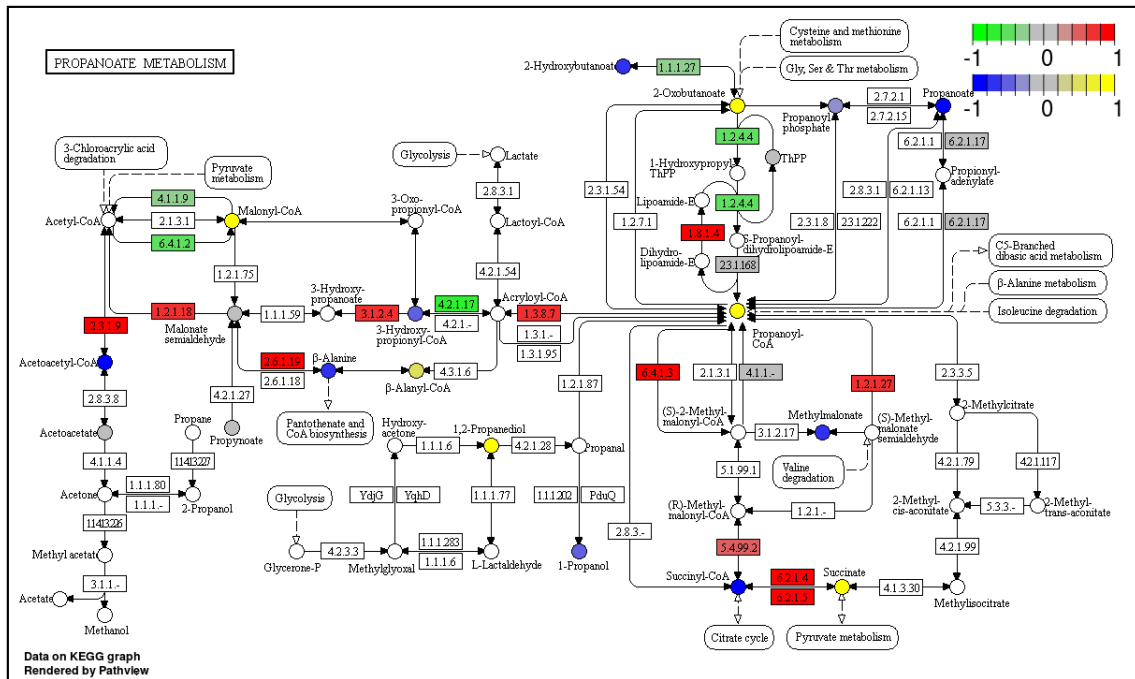 PROPANOATE METABOLISM
Cysteine and methionine
metabolism
Gly, Ser & Thr metabolism
-1 0 1
-1 0 1
2-Hydroxybutanoate
1.1.1.27
2-Oxobutanoate
Propanoyl
phosphate
2.7.2.1
2.7.2.15
Propanoate
1.2.4.4
ThPP
1-Hydroxypropyl
ThPP
6.2.1.1
6.2.1.17
Propionyl-
adenylate
2.3.1.54
1.2.7.1
Lipoamide-E
1.2.4.4
1.8.1.4
Dihydro-
lipoamide-E
S-Propanoyl-
dihydrolipoamide-E
2.3.1.168
2.8.3.1
6.2.1.13
2.3.1.8
2.3.1.222
6.2.1.1
6.2.1.17
C5-Branched
dibasic acid metabolism
β-Alanine metabolism
Isoleucine degradation
3-Chloroacrylic acid
degradation
Pyruvate
metabolism
Glycolysis
Lactate
2.8.3.1
Lactoyl-CoA
4.2.1.54
Acetyl-CoA
4.1.1.9
2.1.3.1
6.4.1.2
Malonyl-CoA
3-Oxo-
propionyl-CoA
1.2.1.75
1.2.1.18
Malonate
semialdehyde
1.1.1.59
3-Hydroxy-
propanoate
3.1.2.4
3-Hydroxy-
propionyl-CoA
4.2.1.17
4.2.1.-
Acryloyl-CoA
1.3.8.7
1.3.1.-
1.3.1.95
Propanoyl-
CoA
2.3.1.9
Acetoacetyl-CoA
2.6.1.19
2.6.1.18
β-Alanine
β-Alanyl-CoA
4.3.1.6
1.2.1.87
6.4.1.3
2.1.3.1
4.1.1.-
1.2.1.27
2.3.3.5
2.8.3.8
4.2.1.27
Propynoate
Pantothenate and
CoA biosynthesis
Acetoacetate
Propane
4.1.1.4
1.14.13.227
Acetone
1.1.1.80
1.1.1.-
2-Propanol
1.14.13.226
Methyl acetate
3.1.1.-
Acetate
Methanol
Hydroxy-
acetone
1.1.1.6
1,2-Propanediol
4.2.1.28
Propanal
YdjG
YqhD
1.1.1.77
1.1.1.202
PduQ
Glycolysis
Glycerone-P
4.2.3.3
Methylglyoxal
1.1.1.283
1.1.1.6
L-Lactaldehyde
1-Propanol
(S)-2-Methyl-
malonyl-CoA
3.1.2.17
Methylmalonate
(S)-Methyl-
malonate
semialdehyde
Valine
degradation
5.1.99.1
(R)-Methyl-
malonyl-CoA
1.2.1.-
2.8.3.-
5.4.99.2
Succinyl-CoA
6.2.1.4
6.2.1.5
Succinate
4.1.3.30
Methylisocitrate
2-Methylcitrate
4.2.1.79
4.2.1.117
2-Methyl-
cis-aconitate
5.3.3.-
2-Methyl-
trans-aconitate
4.2.1.99
Citrate cycle
Pyruvate metabolism
Data on KEGG graph
Rendered by Pathview